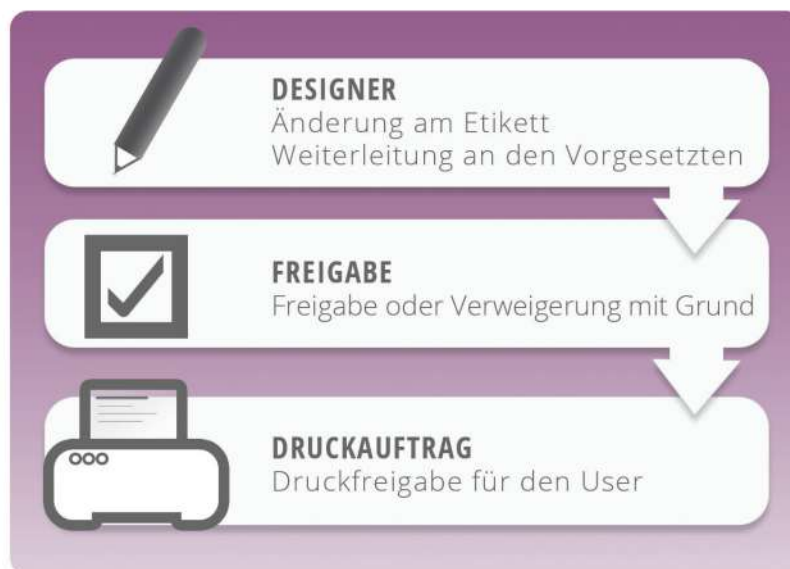 DESIGNER
Änderung am Etikett
Weiterleitung an den Vorgesetzten
FREIGABE
Freigabe oder Verweigerung mit Grund
DRUCKAUFTRAG
Druckfreigabe für den User